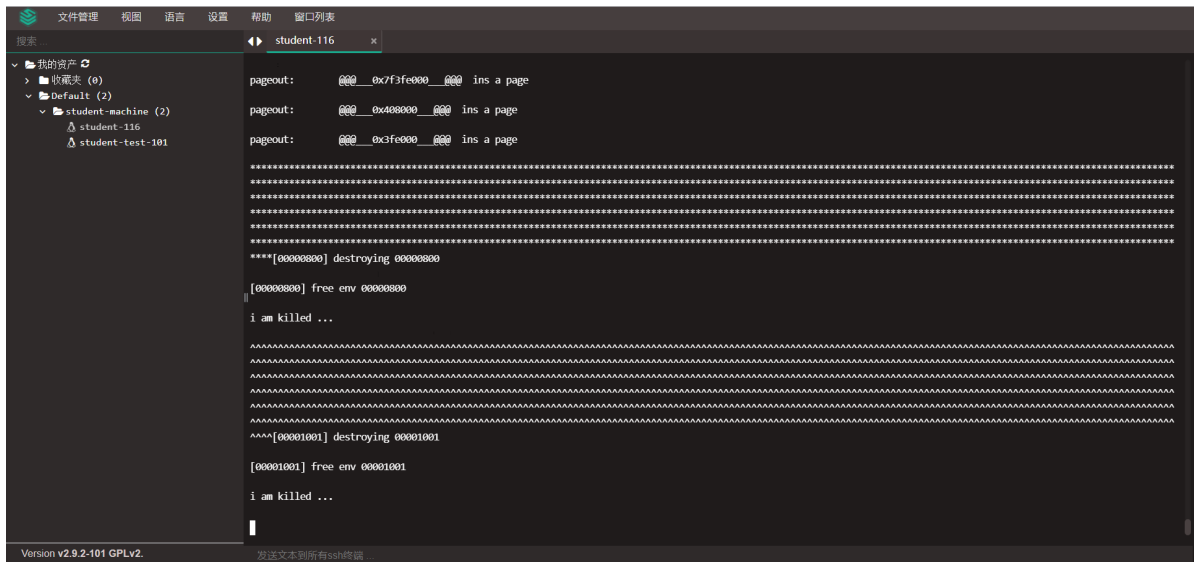 文件管理 视图 语言 设置 帮助 窗口列表
搜索 ...
student-116 ×
我的资产
收藏夹 (0)
Default (2)
student-machine (2)
student-116
student-test-101
pageout: @@@___0x7f3fe000___@@@ ins a page
pageout: @@@___0x408000___@@@ ins a page
pageout: @@@___0x3fe000___@@@ ins a page
****[00000800] destroying 00000800
[00000800] free env 00000800
i am killed ...
^^^^[00001001] destroying 00001001
[00001001] free env 00001001
i am killed ...
Version v2.9.2-101 GPLv2.
发送文本到所有ssh终端 ...